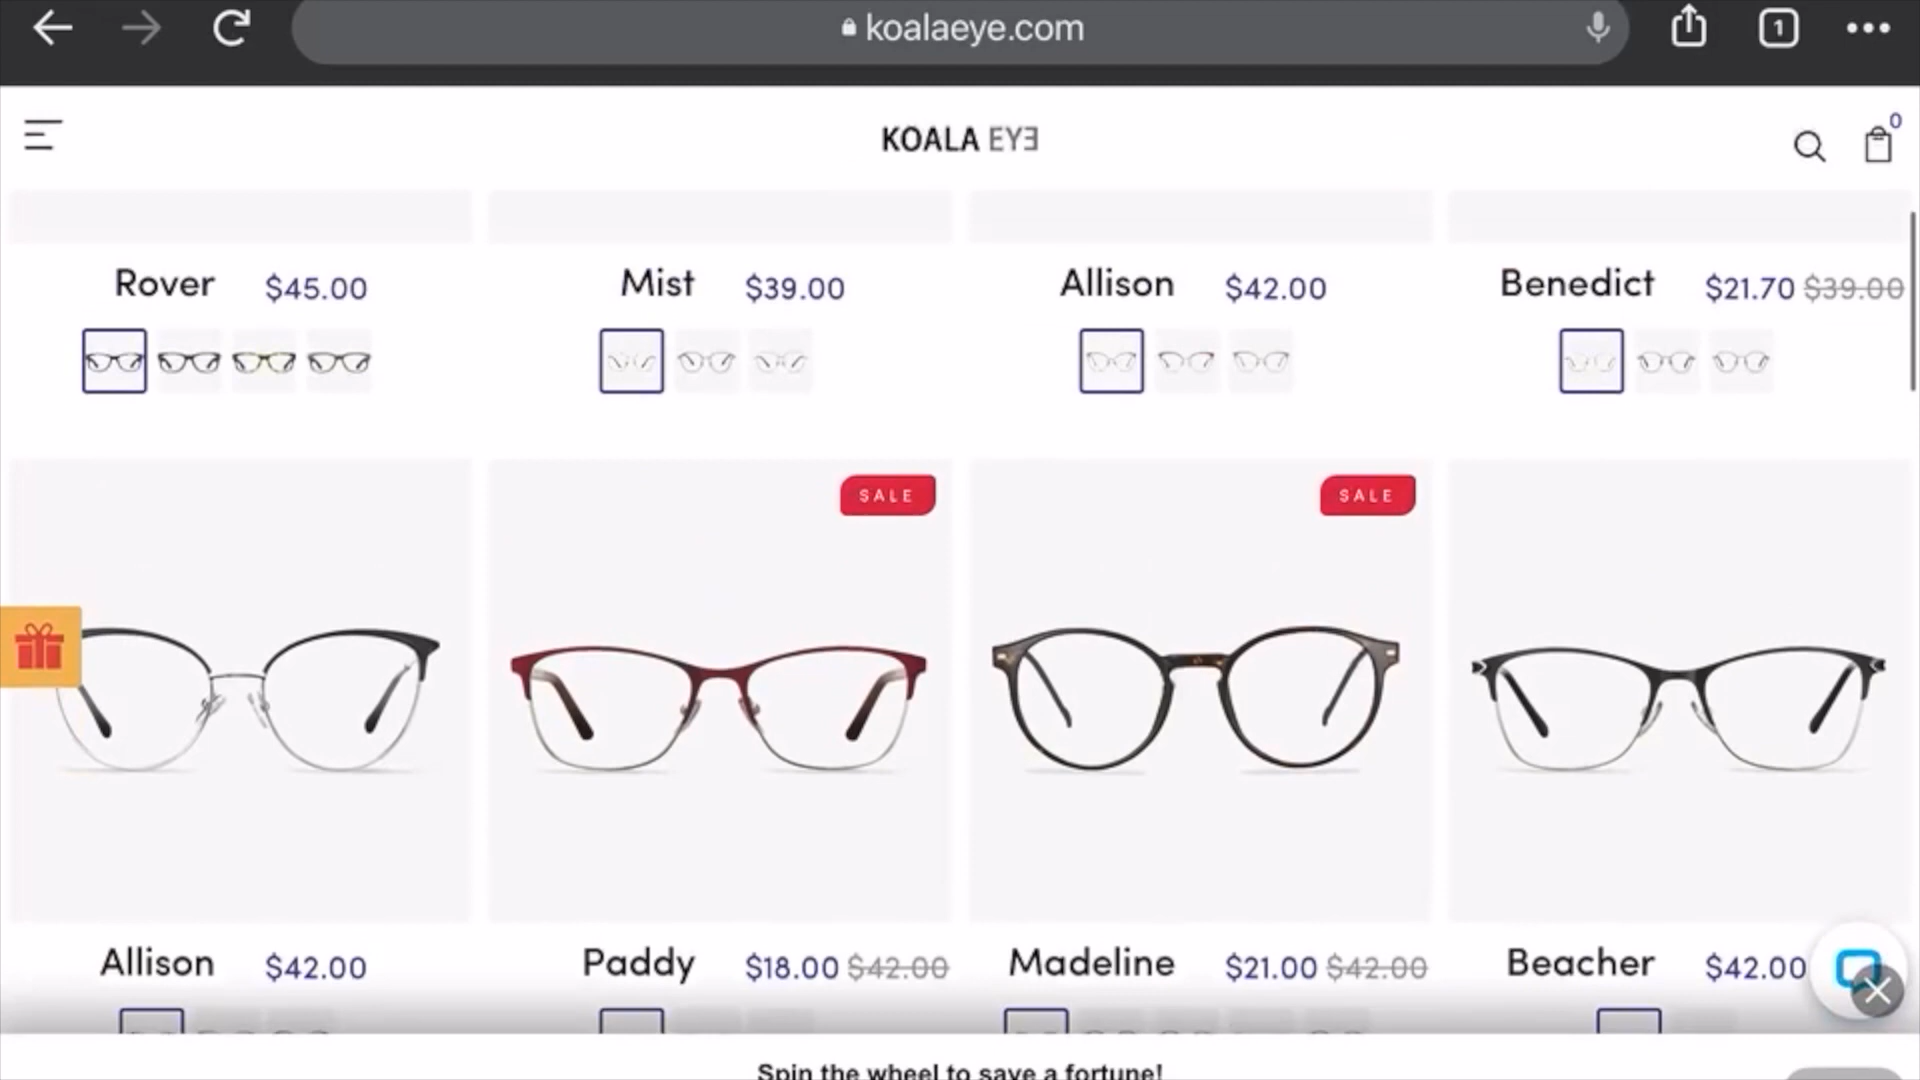 koalaeye.com
1
KOALA EYƎ
0
Rover $45.00
Mist $39.00
Allison $42.00
Benedict $21.70 $39.00
SALE
SALE
Allison $42.00
Paddy $18.00 $42.00
Madeline $21.00 $42.00
Beacher $42.00
Spin the wheel to save a fortune!